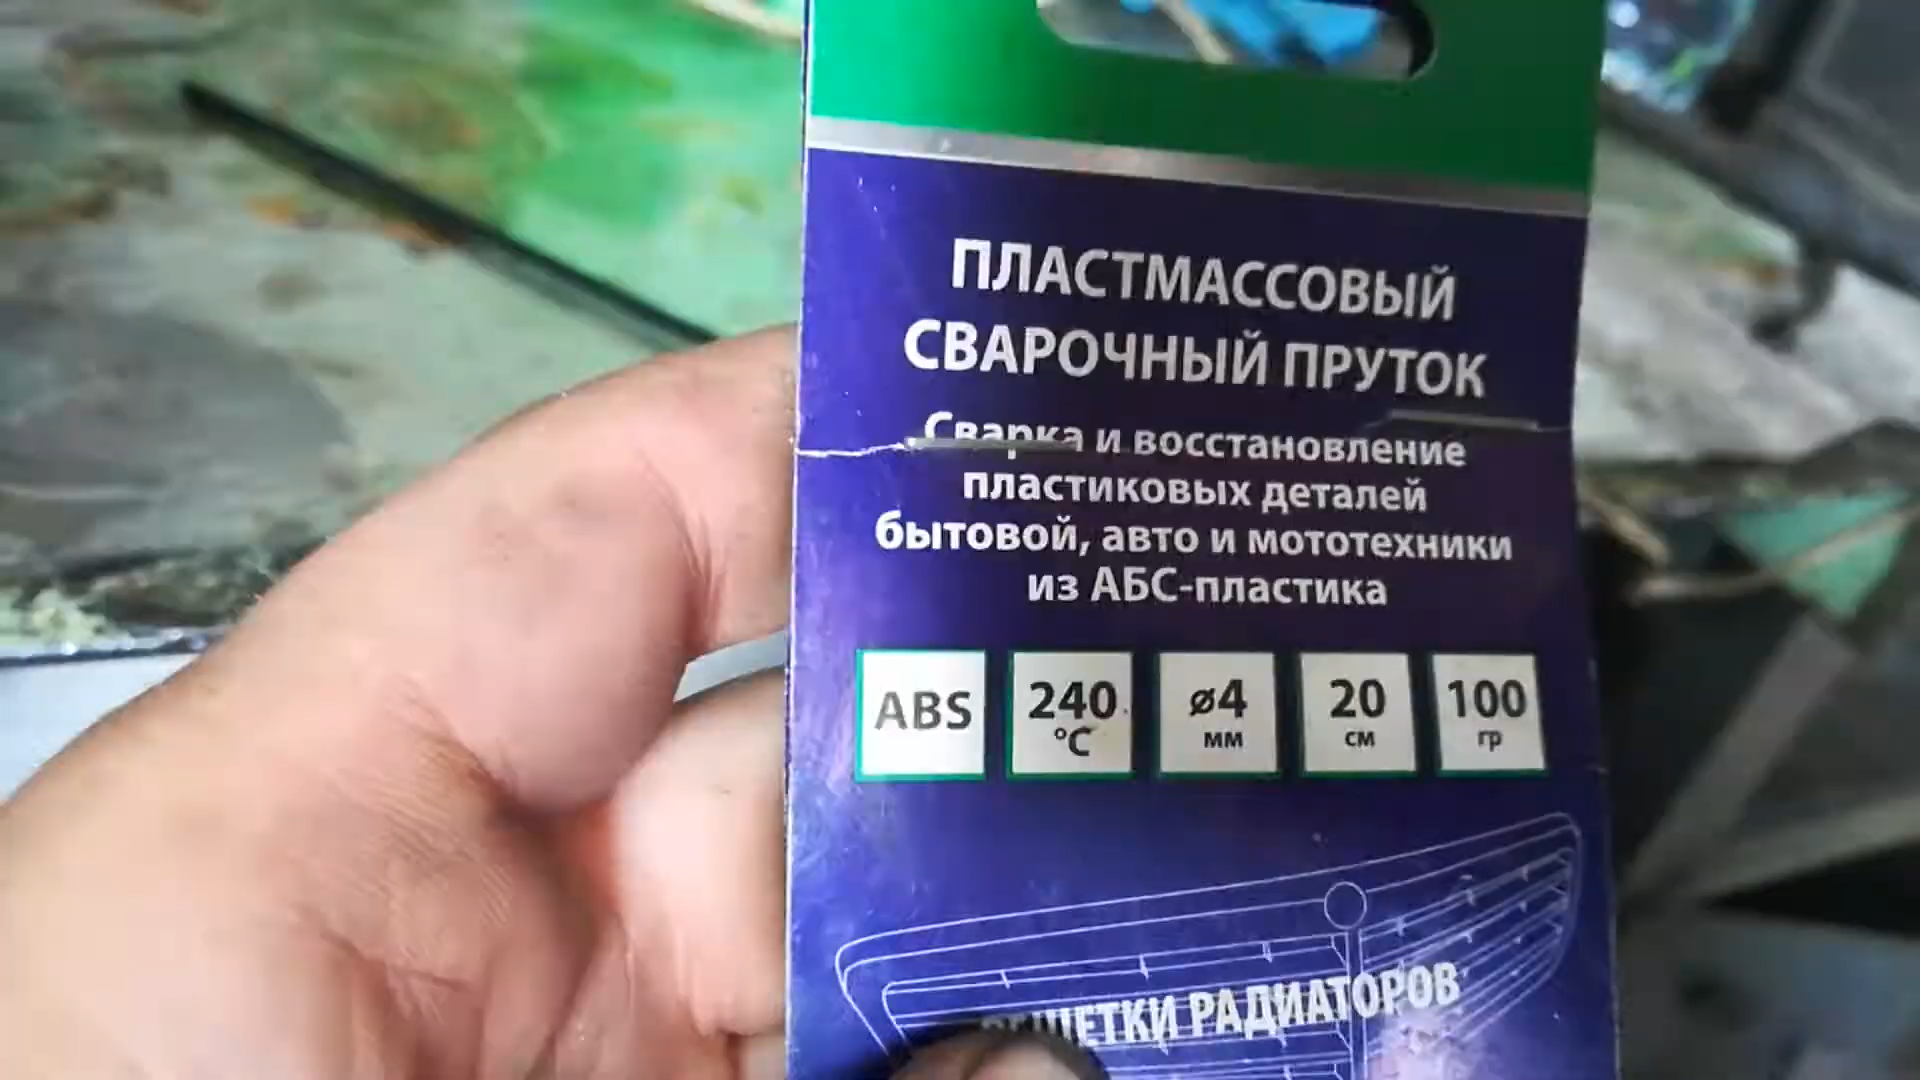 ПЛАСТМАССОВЫЙ
СВАРОЧНЫЙ ПРУТОК
Сварка и восстановление
пластиковых деталей
бытовой, авто и мототехники
из АБС-пластика
ABS
240
°C
ø4
мм
20
см
100
гр
РАДИАТОРОВ